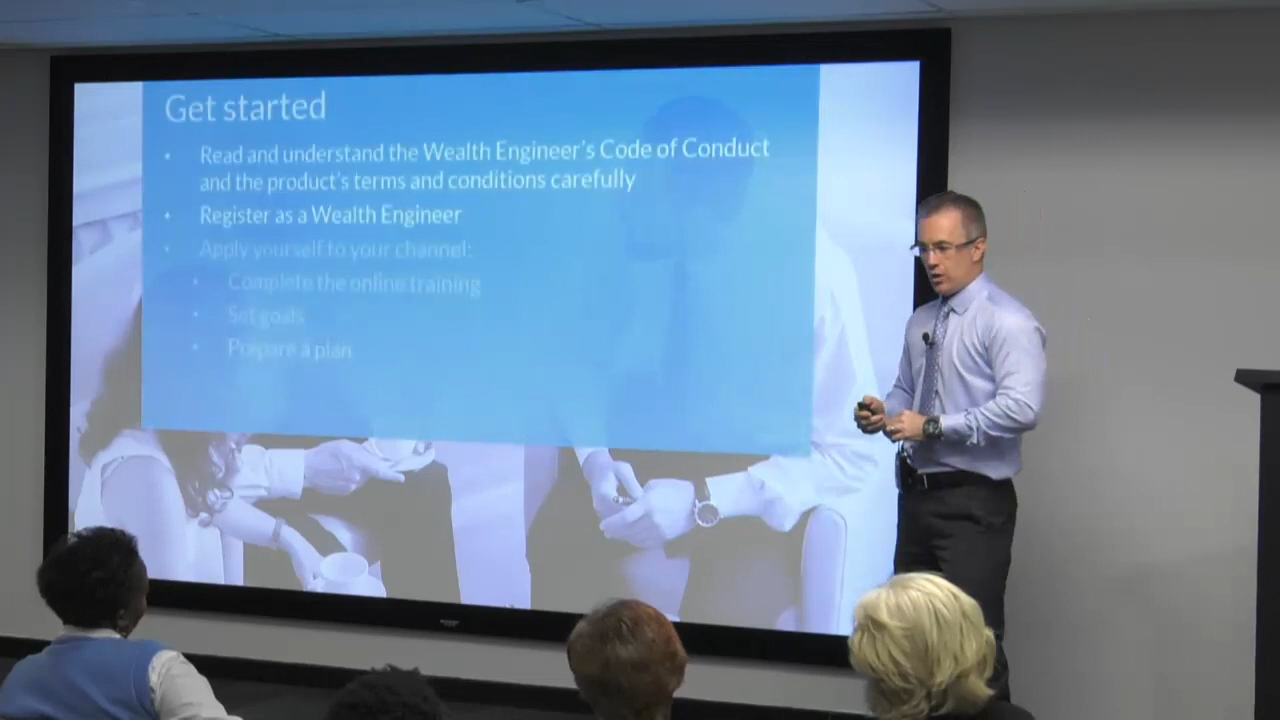 Get started
• Read and understand the Wealth Engineer's Code of Conduct
and the product's terms and conditions carefully
• Register as a Wealth Engineer
• Apply yourself to your channel:
• Complete the online training
• Set goals
• Prepare a plan